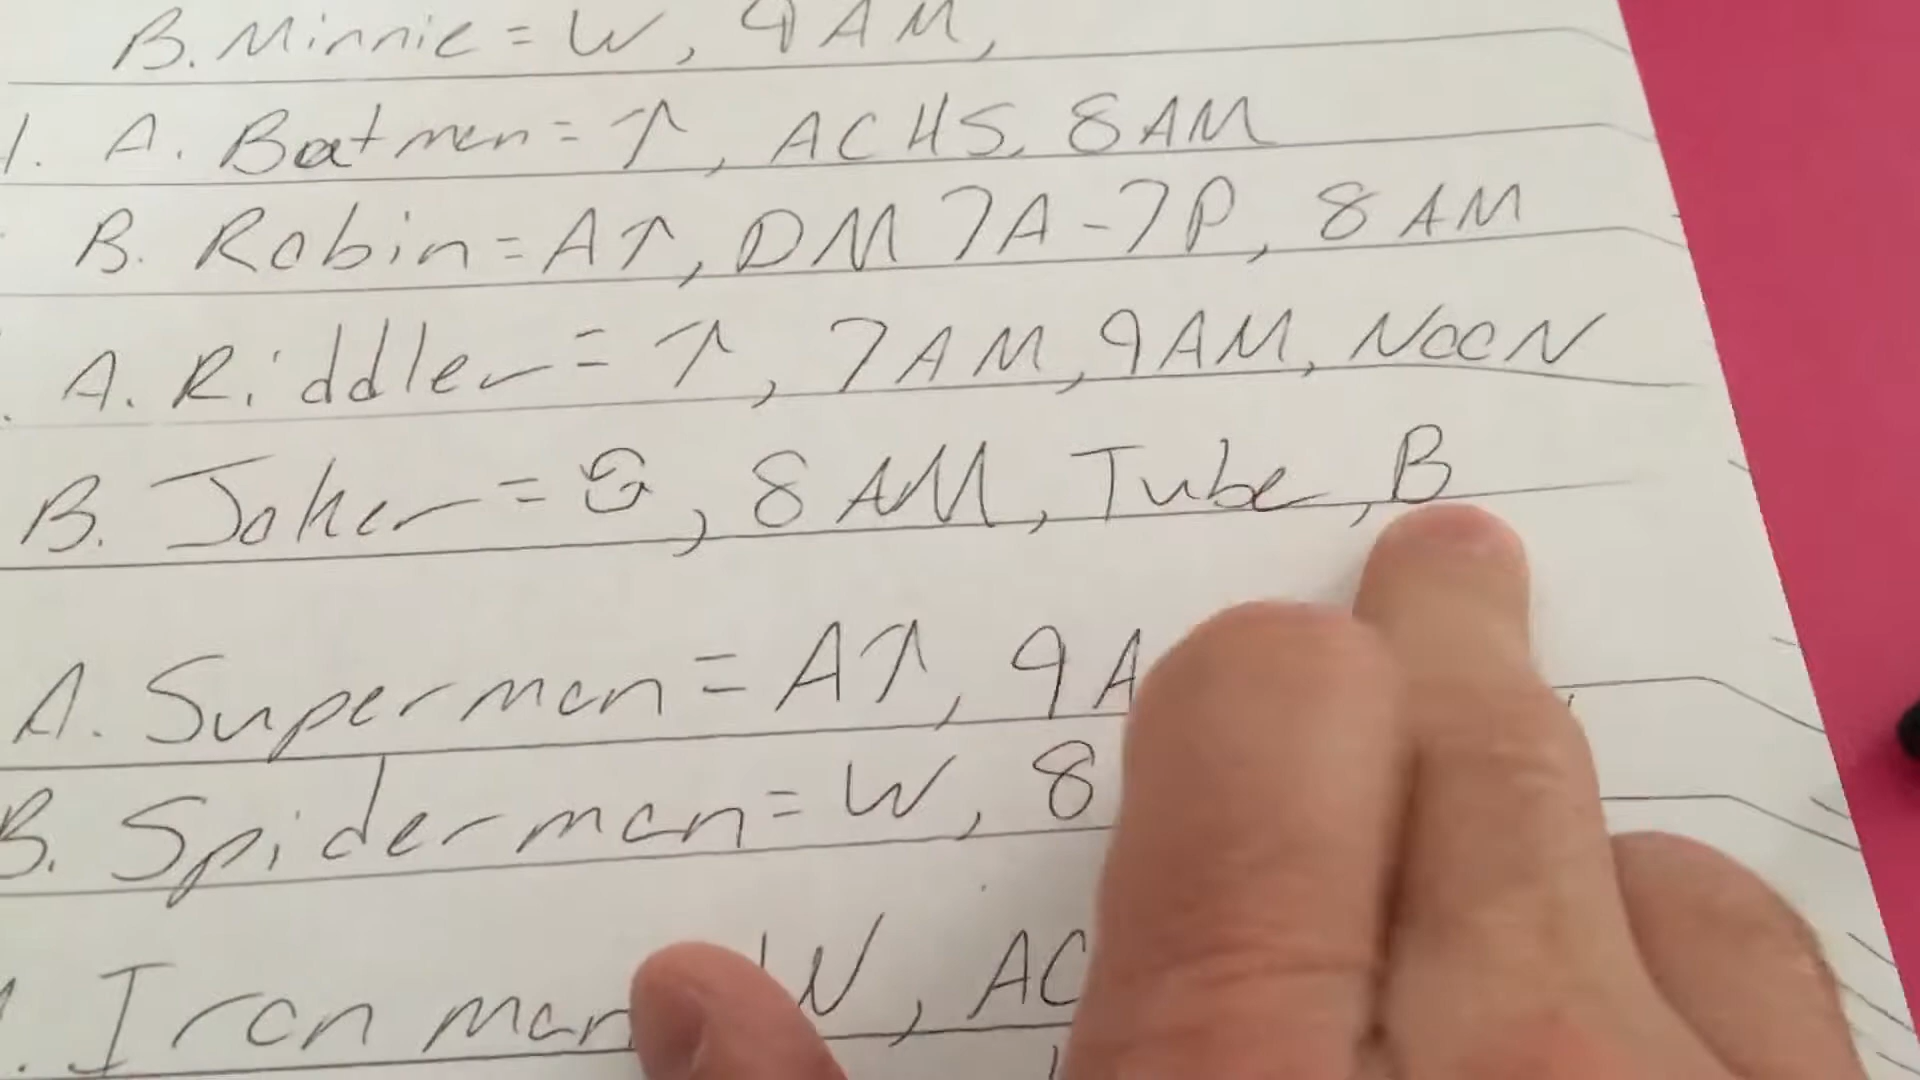 B. Minnie = W, 9 AM,
1. A. Batman = ↑, ACHS, 8 AM
B. Robin = A↑, DM 7A-7P, 8 AM
A. Riddler = ↑, 7 AM, 9 AM, NOON
B. Joker = , 8 AM, Tube, B
A. Superman = A↑, 9 A
B. Spiderman = W, 8
. Iron man W, AC